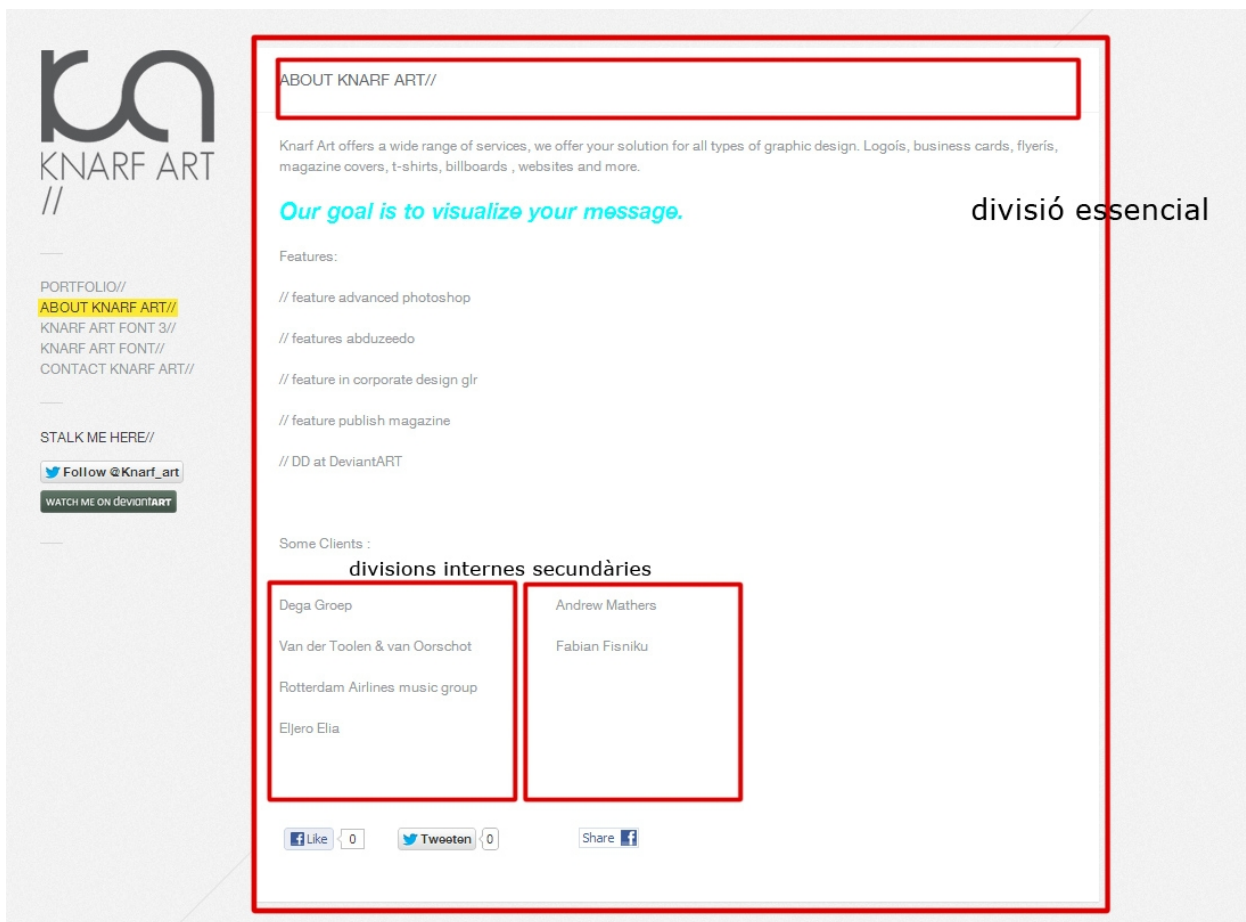 KNARF ART
//
PORTFOLIO//
ABOUT KNARF ART//
KNARF ART FONT 3//
KNARF ART FONT//
CONTACT KNARF ART//
STALK ME HERE//
Follow @Knarf_art
WATCH ME ON deviantART
ABOUT KNARF ART//
Knarf Art offers a wide range of services, we offer your solution for all types of graphic design. Logoís, business cards, flyerís,
magazine covers, t-shirts, billboards , websites and more.
Our goal is to visualize your message.
divisió essencial
Features:
// feature advanced photoshop
// features abduzeedo
// feature in corporate design glr
// feature publish magazine
// DD at DeviantART
Some Clients :
divisions internes secundàries
Dega Groep
Van der Toolen & van Oorschot
Rotterdam Airlines music group
Eljero Elia
Andrew Mathers
Fabian Fisniku
Like 0
Tweeten 0
Share